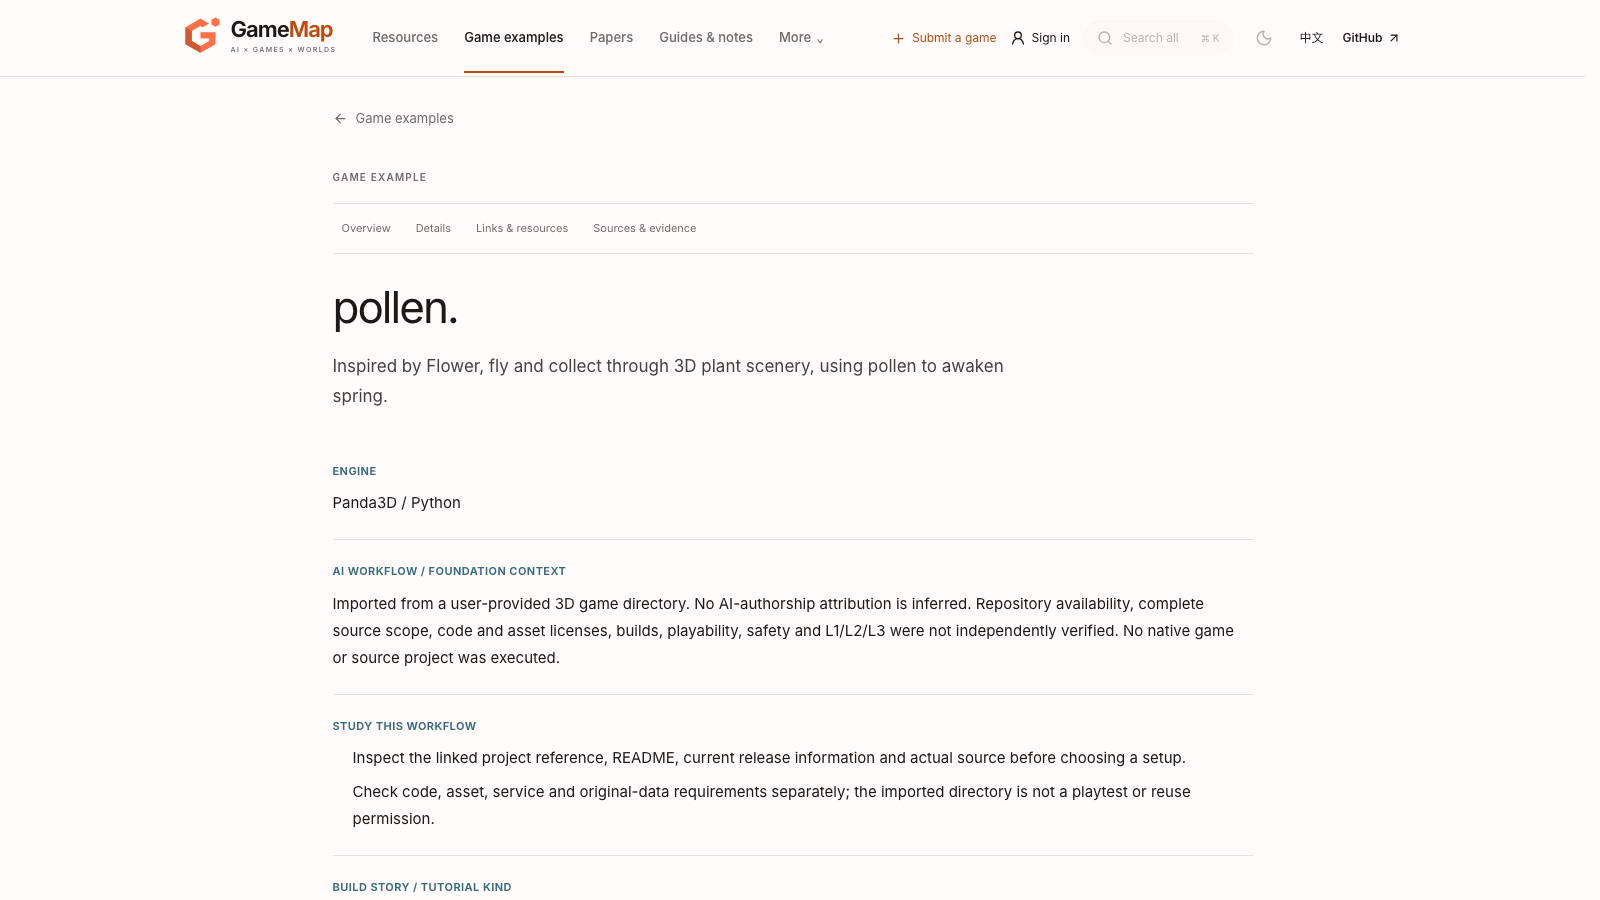 GameMap
AI × GAMES × WORLDS
Resources
Game examples
Papers
Guides & notes
More
Submit a game
Sign in
Search all
⌘ K
中文
GitHub
Game examples
GAME EXAMPLE
Overview
Details
Links & resources
Sources & evidence
pollen.
Inspired by Flower, fly and collect through 3D plant scenery, using pollen to awaken
spring.
ENGINE
Panda3D / Python
AI WORKFLOW / FOUNDATION CONTEXT
Imported from a user-provided 3D game directory. No AI-authorship attribution is inferred. Repository availability, complete
source scope, code and asset licenses, builds, playability, safety and L1/L2/L3 were not independently verified. No native game
or source project was executed.
STUDY THIS WORKFLOW
Inspect the linked project reference, README, current release information and actual source before choosing a setup.
Check code, asset, service and original-data requirements separately; the imported directory is not a playtest or reuse
permission.
BUILD STORY / TUTORIAL KIND